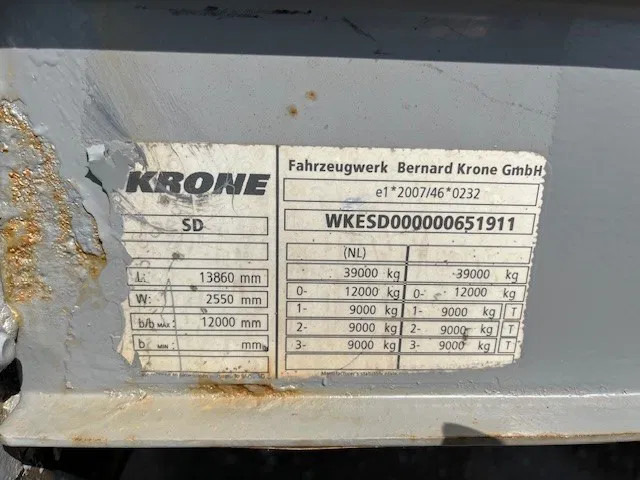 KRONE
SD
L: 13860 mm
W: 2550 mm
b/b MAX: 12000 mm
b MIN: mm
Fahrzeugwerk Bernard Krone GmbH
e1*2007/46*0232
WKESD000000651911
(NL)
39000 kg 39000 kg
0- 12000 kg 0- 12000 kg
1- 9000 kg 1- 9000 kg T
2- 9000 kg 2- 9000 kg T
3- 9000 kg 3- 9000 kg T